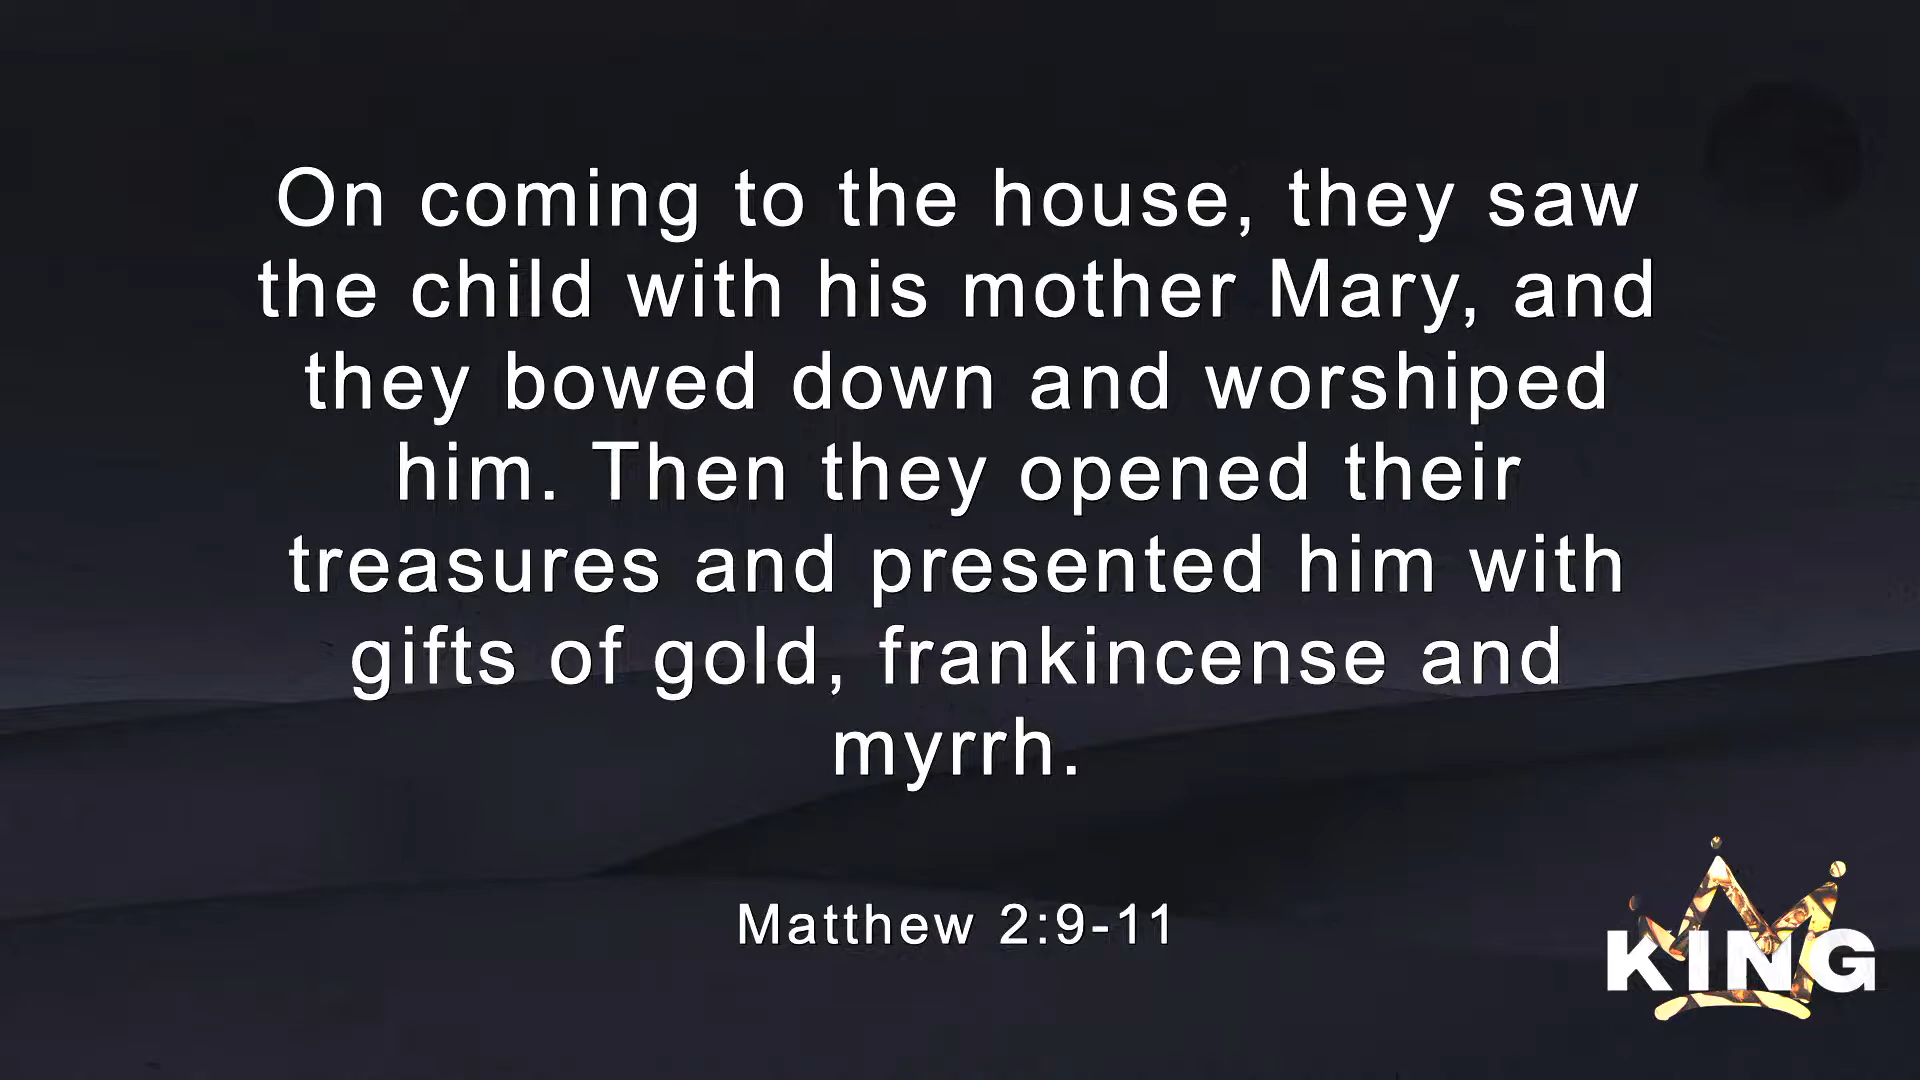 On coming to the house, they saw
the child with his mother Mary, and
they bowed down and worshiped
him. Then they opened their
treasures and presented him with
gifts of gold, frankincense and
myrrh.
Matthew 2:9-11
KING